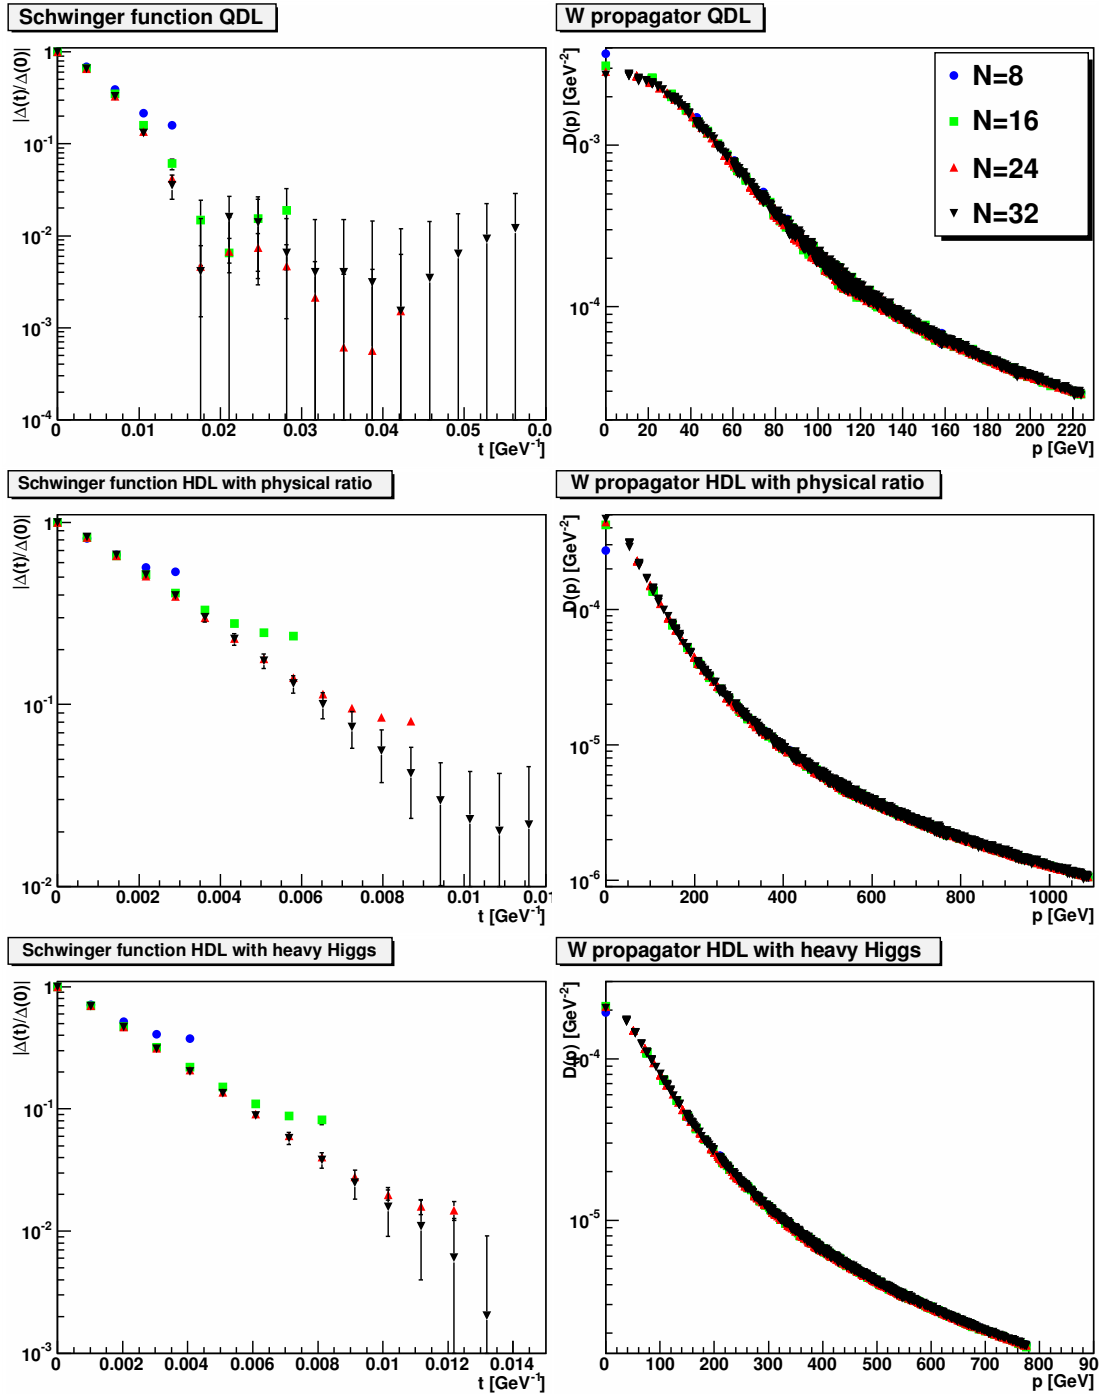 Schwinger function QDL
|Δ(t)/Δ(0)|
1
10⁻¹
10⁻²
10⁻³
10⁻⁴
0 0.01 0.02 0.03 0.04 0.05 0.0
t [GeV⁻¹]
W propagator QDL
D(p) [GeV⁻²]
10⁻³
10⁻⁴
N=8
N=16
N=24
N=32
0 20 40 60 80 100 120 140 160 180 200 220
p [GeV]
Schwinger function HDL with physical ratio
|Δ(t)/Δ(0)|
1
10⁻¹
10⁻²
0 0.002 0.004 0.006 0.008 0.01 0.01
t [GeV⁻¹]
W propagator HDL with physical ratio
D(p) [GeV⁻²]
10⁻⁴
10⁻⁵
10⁻⁶
0 200 400 600 800 1000
p [GeV]
Schwinger function HDL with heavy Higgs
|Δ(t)/Δ(0)|
1
10⁻¹
10⁻²
10⁻³
0 0.002 0.004 0.006 0.008 0.01 0.012 0.014
t [GeV⁻¹]
W propagator HDL with heavy Higgs
D(p) [GeV⁻²]
10⁻⁴
10⁻⁵
0 100 200 300 400 500 600 700 800 90
p [GeV]